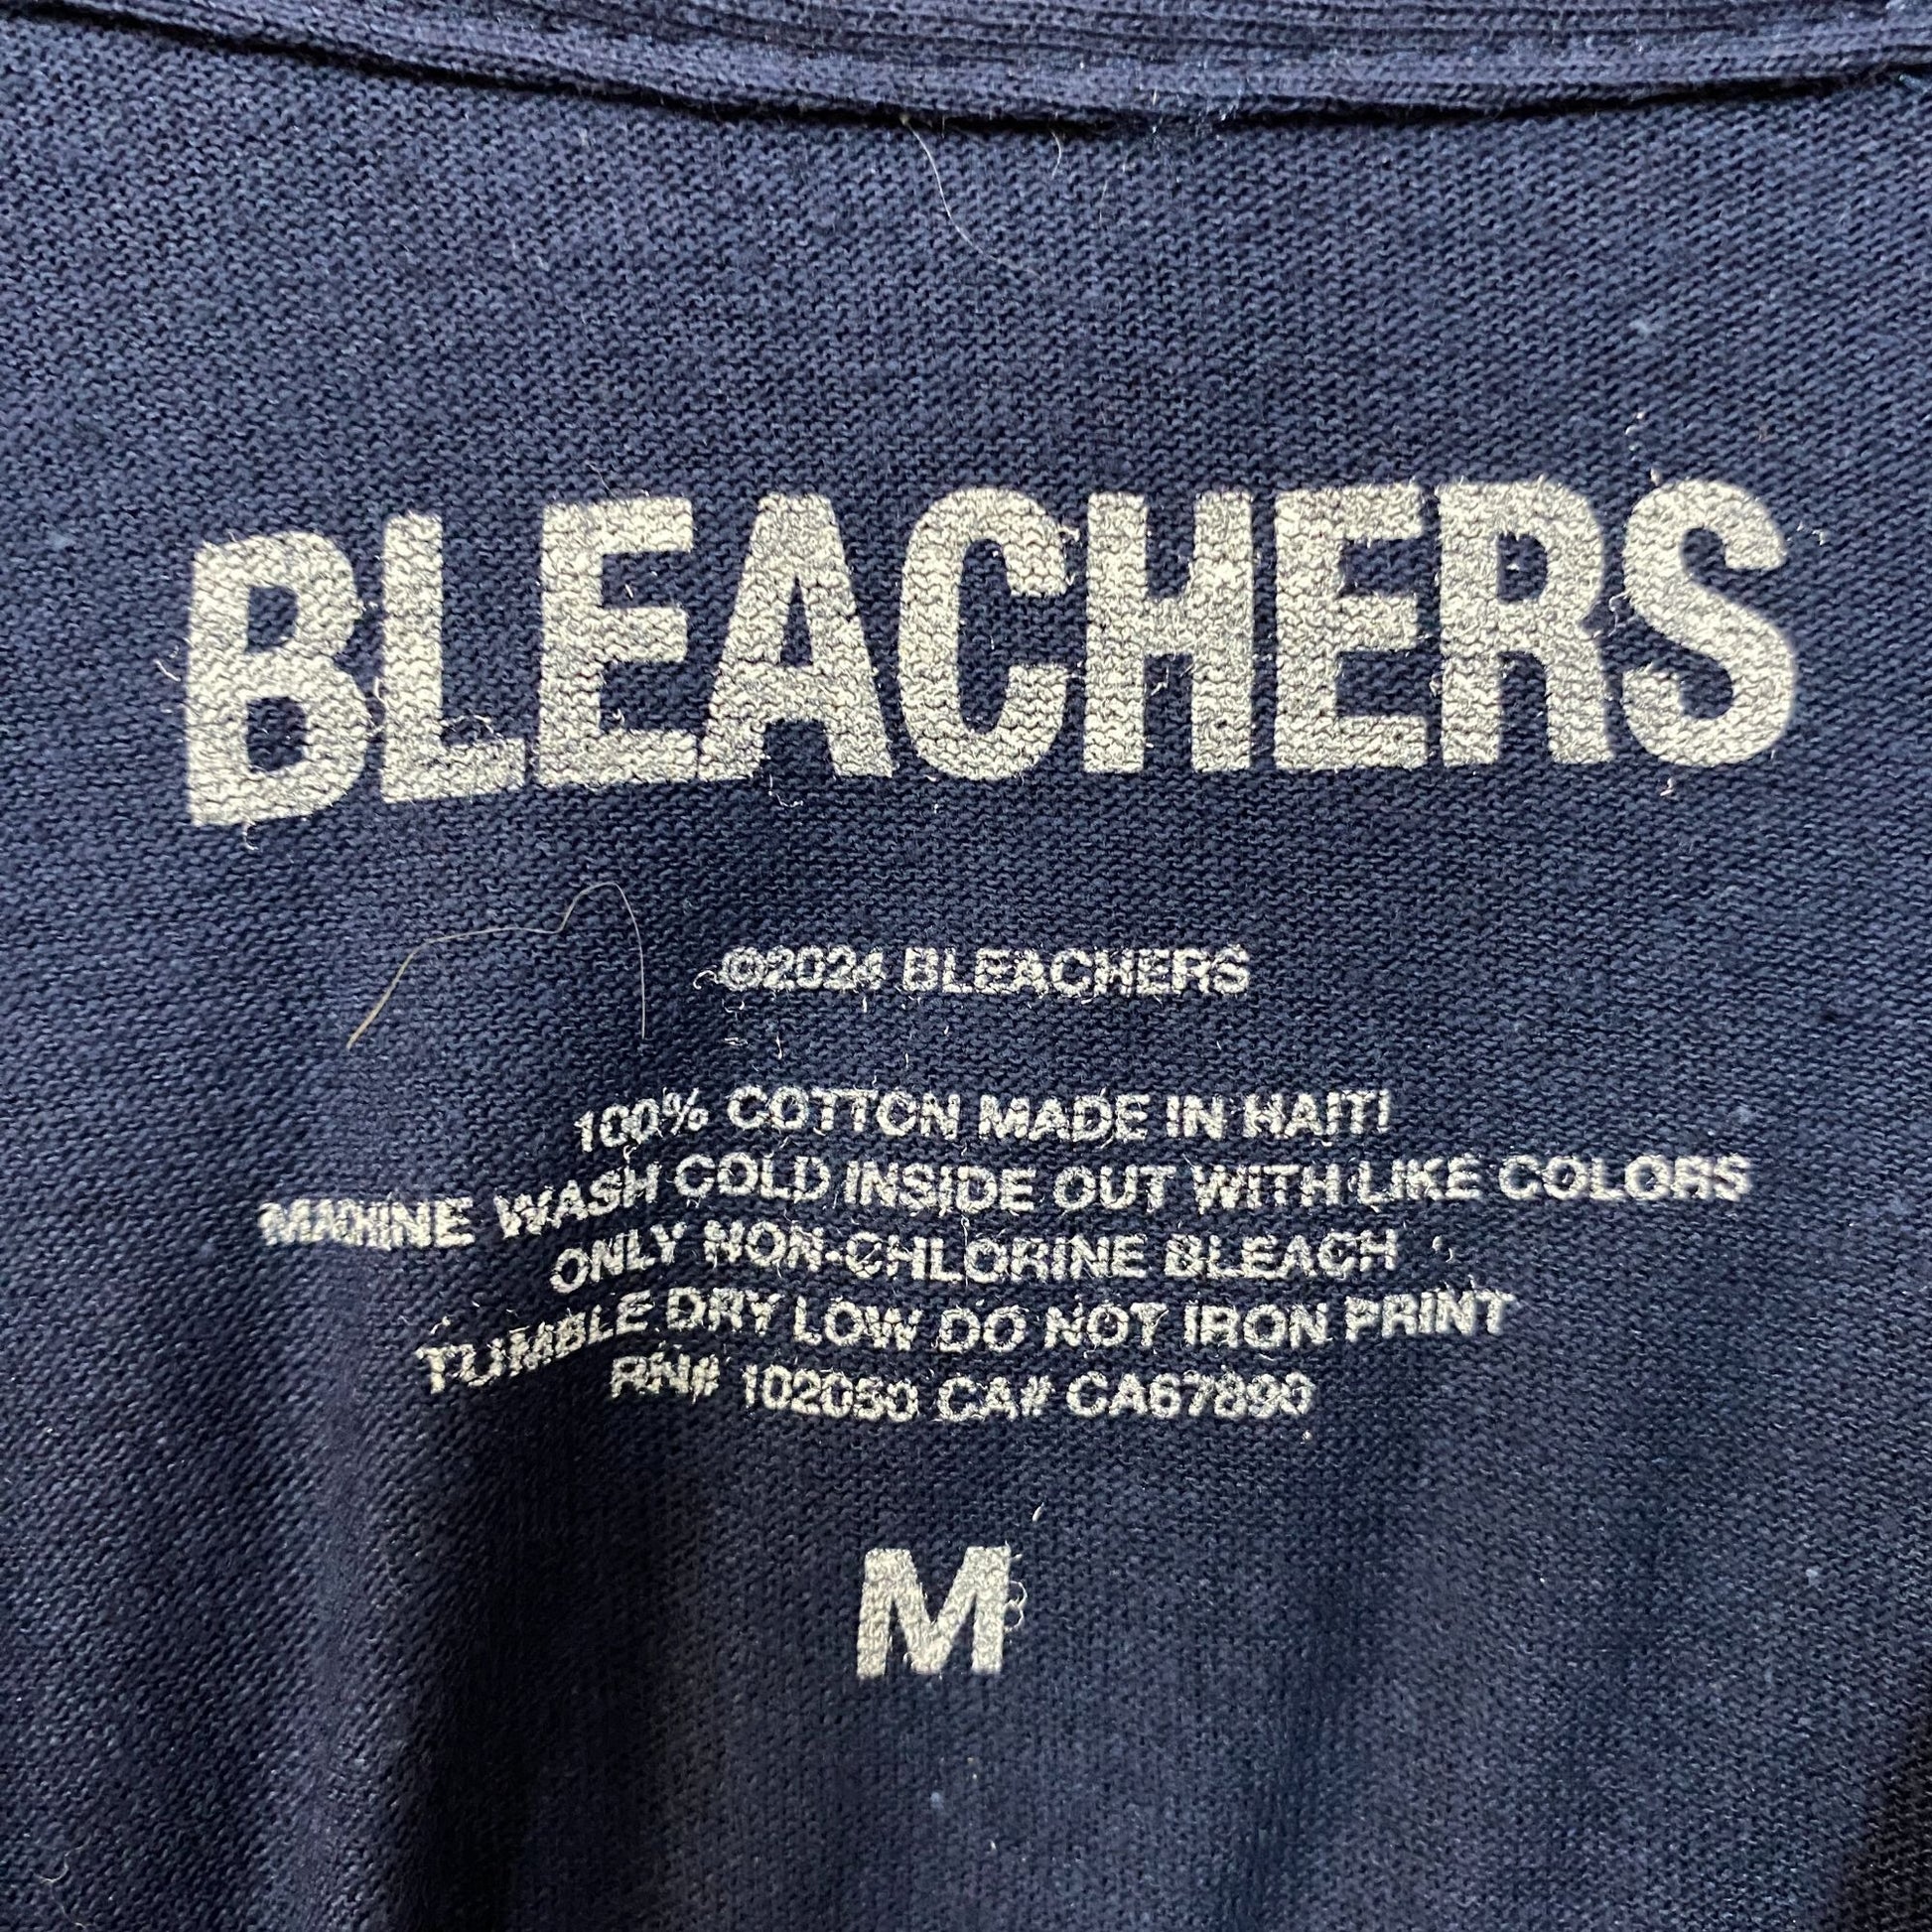 BLEACHERS
©2024 BLEACHERS
100% COTTON MADE IN HAITI
MACHINE WASH COLD INSIDE OUT WITH LIKE COLORS
ONLY NON-CHLORINE BLEACH
TUMBLE DRY LOW DO NOT IRON PRINT
RN# 102050 CA# CA67890
M